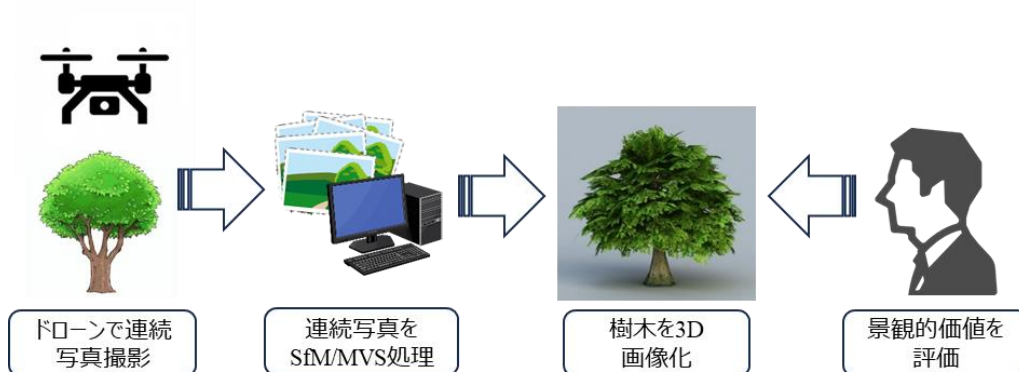 ドローンで連続
写真撮影
連続写真を
SfM/MVS処理
樹木を3D
画像化
景観的価値を
評価